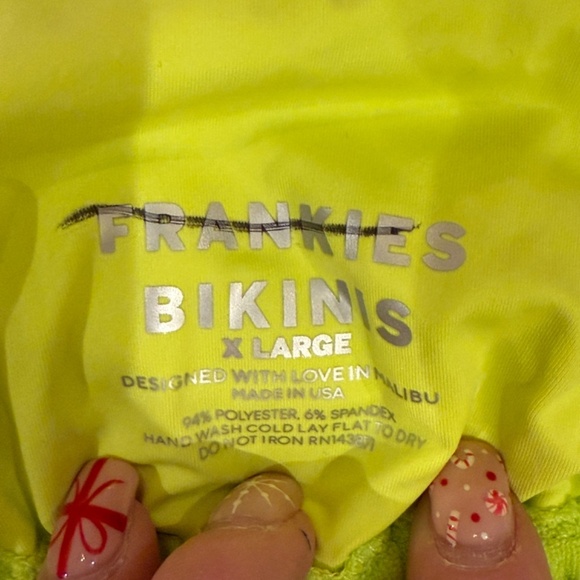 FRANKIES
BIKINIS
X LARGE
DESIGNED WITH LOVE IN MALIBU
MADE IN USA
94% POLYESTER, 6% SPANDEX
HAND WASH COLD LAY FLAT TO DRY
DO NOT IRON